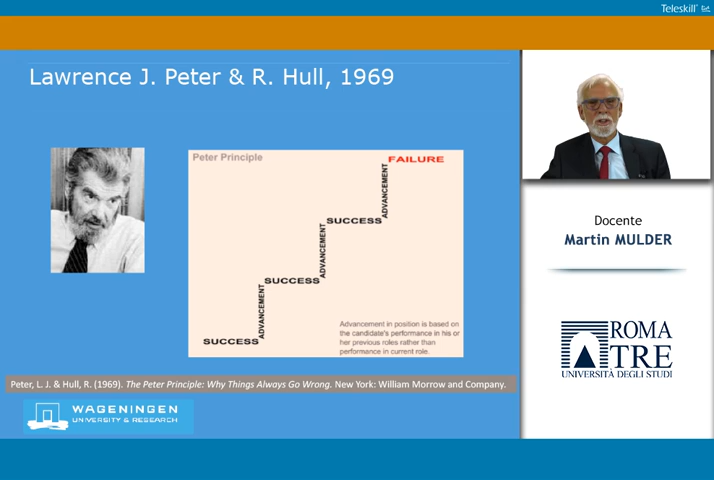 Teleskill
Lawrence J. Peter & R. Hull, 1969
Peter Principle
FAILURE
ADVANCEMENT
SUCCESS
ADVANCEMENT
SUCCESS
ADVANCEMENT
SUCCESS
Advancement in position is based on
the candidate's performance in his or
her previous roles rather than
performance in current role.
Peter, L. J. & Hull, R. (1969). The Peter Principle: Why Things Always Go Wrong. New York: William Morrow and Company.
WAGENINGEN
UNIVERSITY & RESEARCH
Docente
Martin MULDER
ROMA
TRE
UNIVERSITÀ DEGLI STUDI